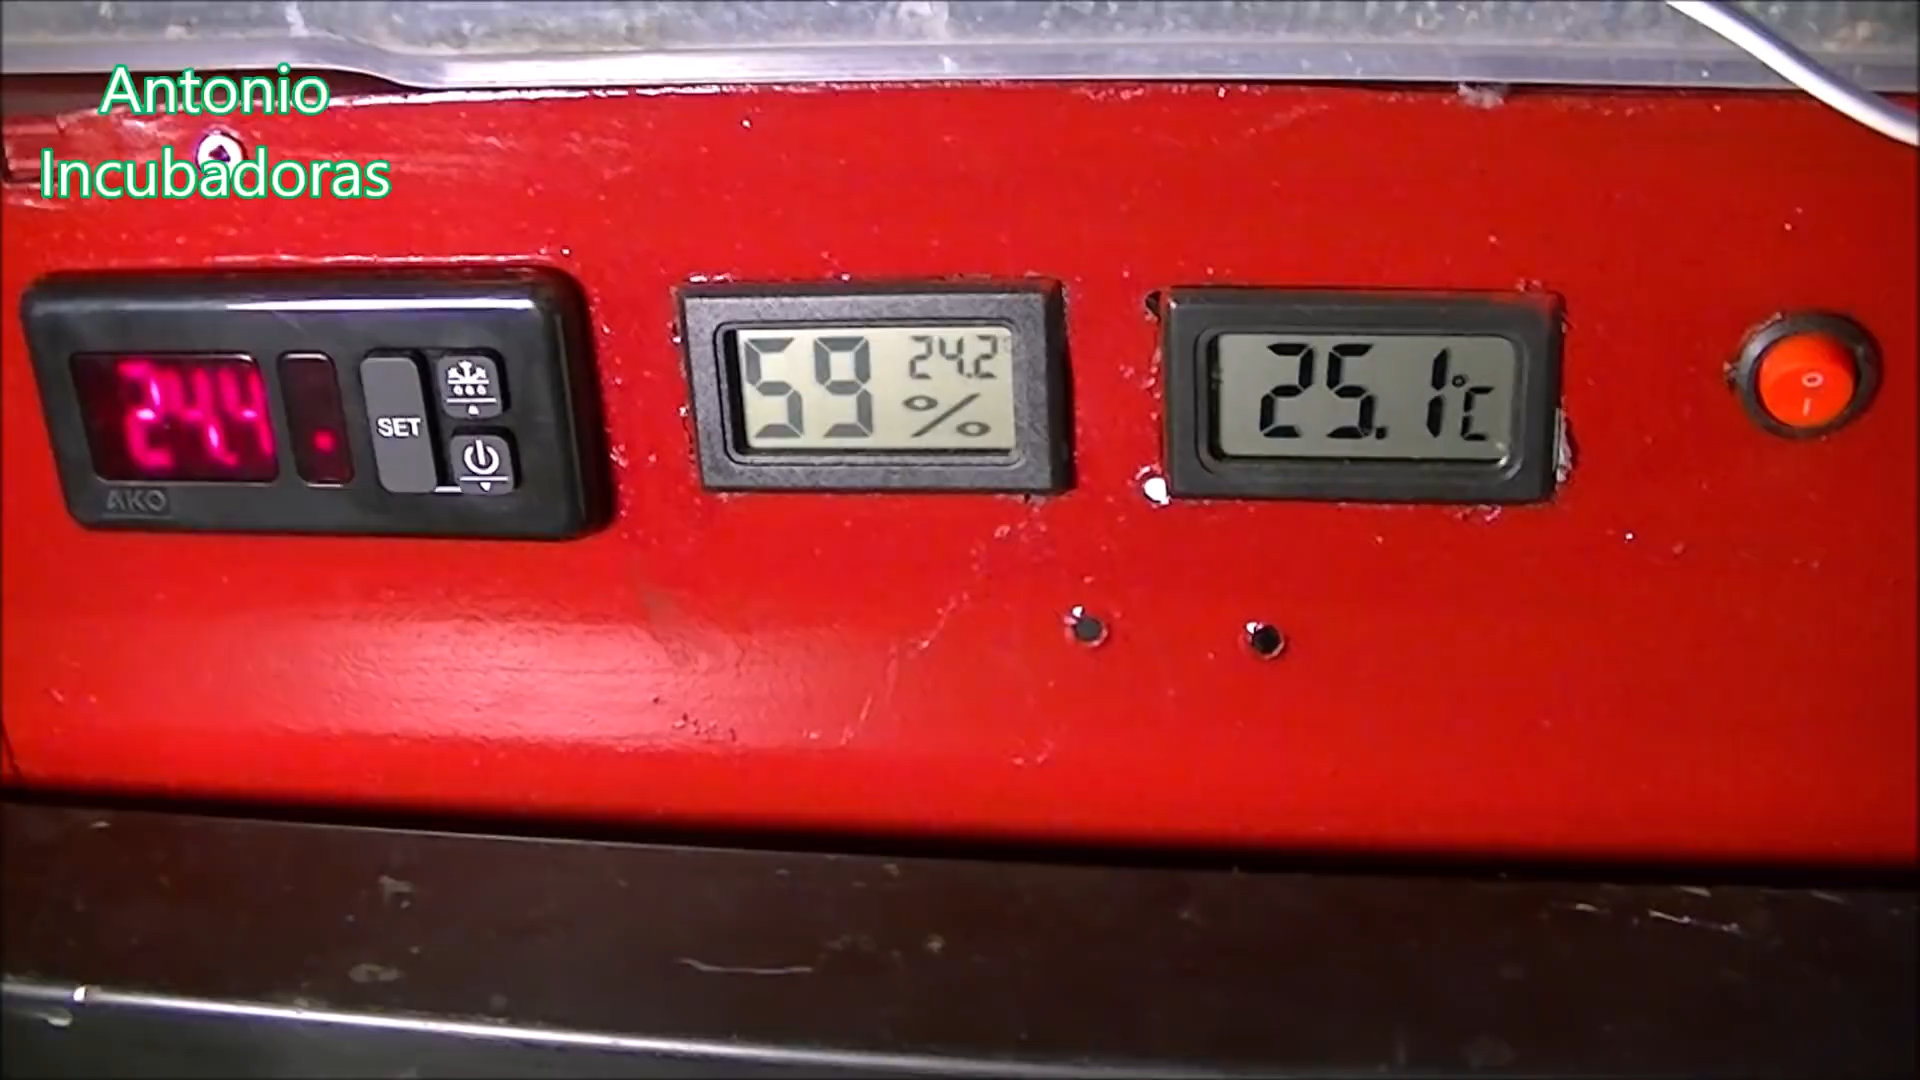 Antonio
Incubadoras
24.4
SET
AKO
59 24.2
%
25.1°C
O
I